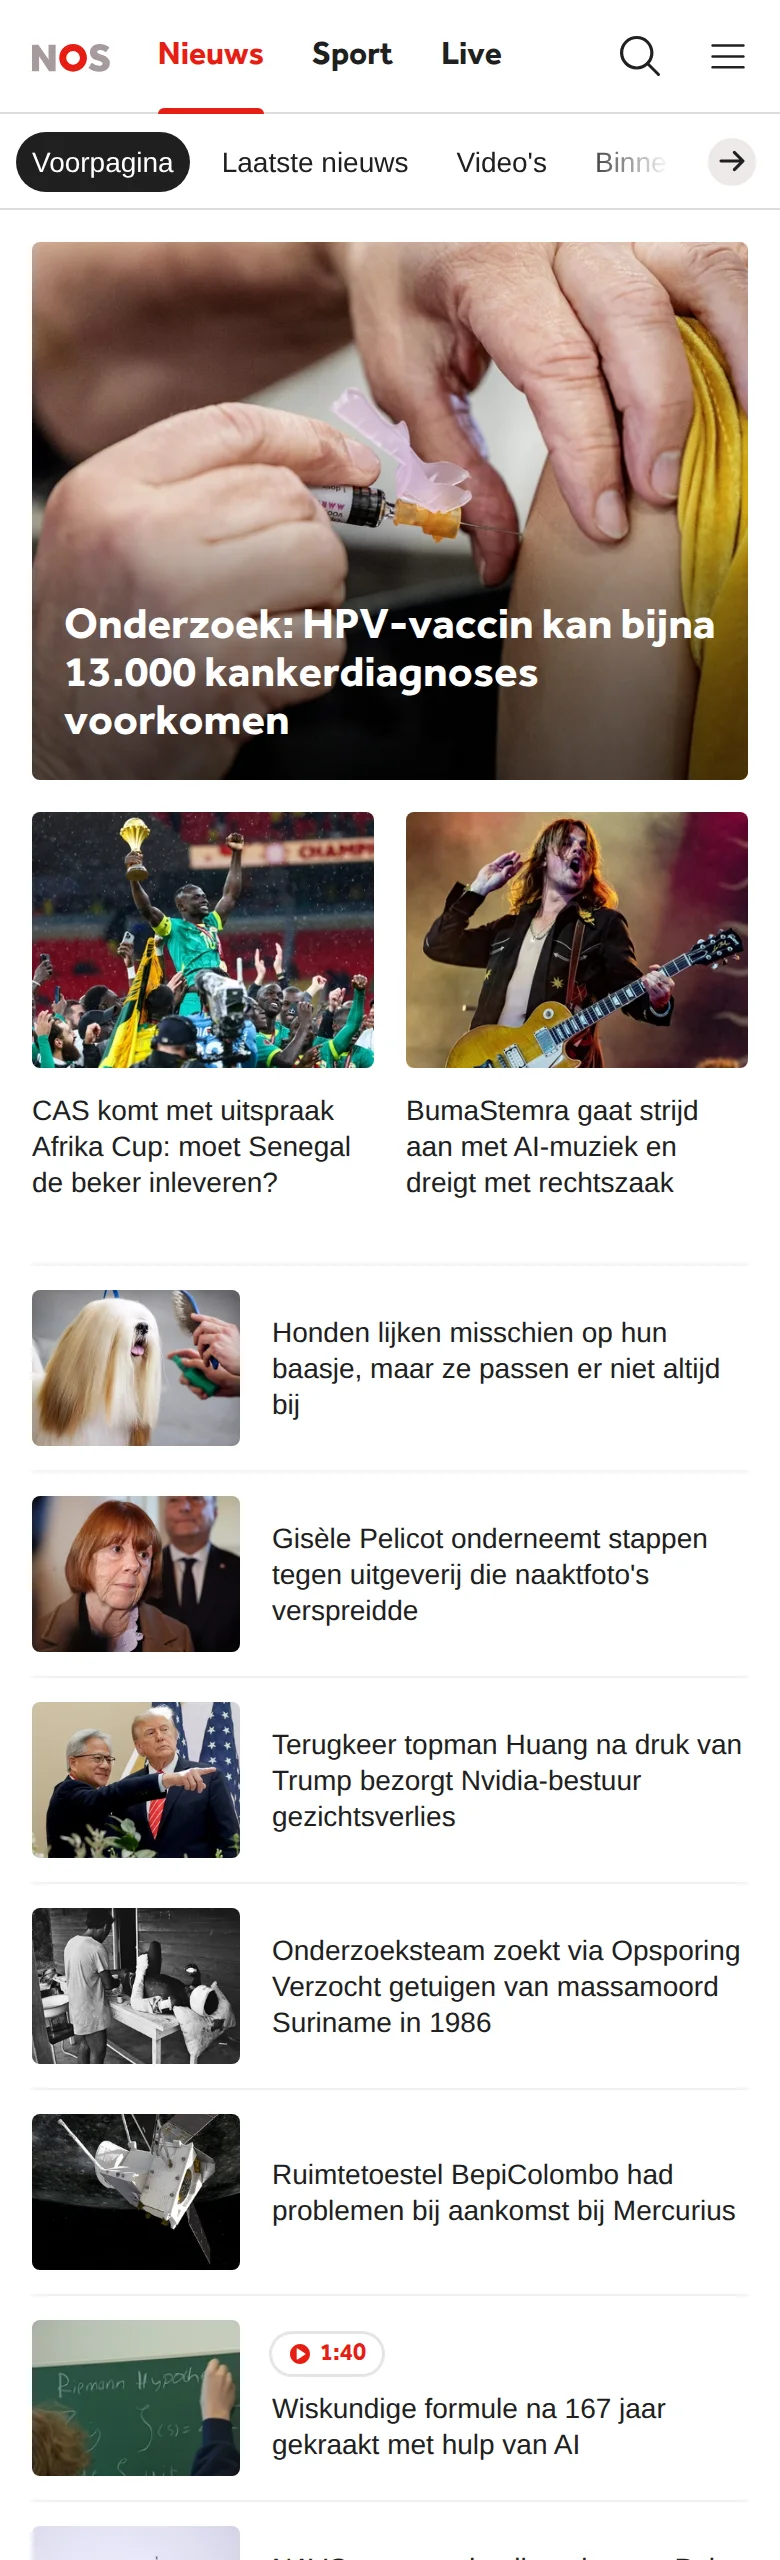 NOS
Nieuws
Sport
Live
Voorpagina
Laatste nieuws
Video's
Binne
Onderzoek: HPV-vaccin kan bijna
13.000 kankerdiagnoses
voorkomen
CHAMPI
CAS komt met uitspraak
Afrika Cup: moet Senegal
de beker inleveren?
BumaStemra gaat strijd
aan met AI-muziek en
dreigt met rechtszaak
Honden lijken misschien op hun
baasje, maar ze passen er niet altijd
bij
Gisèle Pelicot onderneemt stappen
tegen uitgeverij die naaktfoto's
verspreidde
Terugkeer topman Huang na druk van
Trump bezorgt Nvidia-bestuur
gezichtsverlies
Onderzoeksteam zoekt via Opsporing
Verzocht getuigen van massamoord
Suriname in 1986
Ruimtetoestel BepiColombo had
problemen bij aankomst bij Mercurius
Riemann Hypoth
ζ(s) =
1:40
Wiskundige formule na 167 jaar
gekraakt met hulp van AI